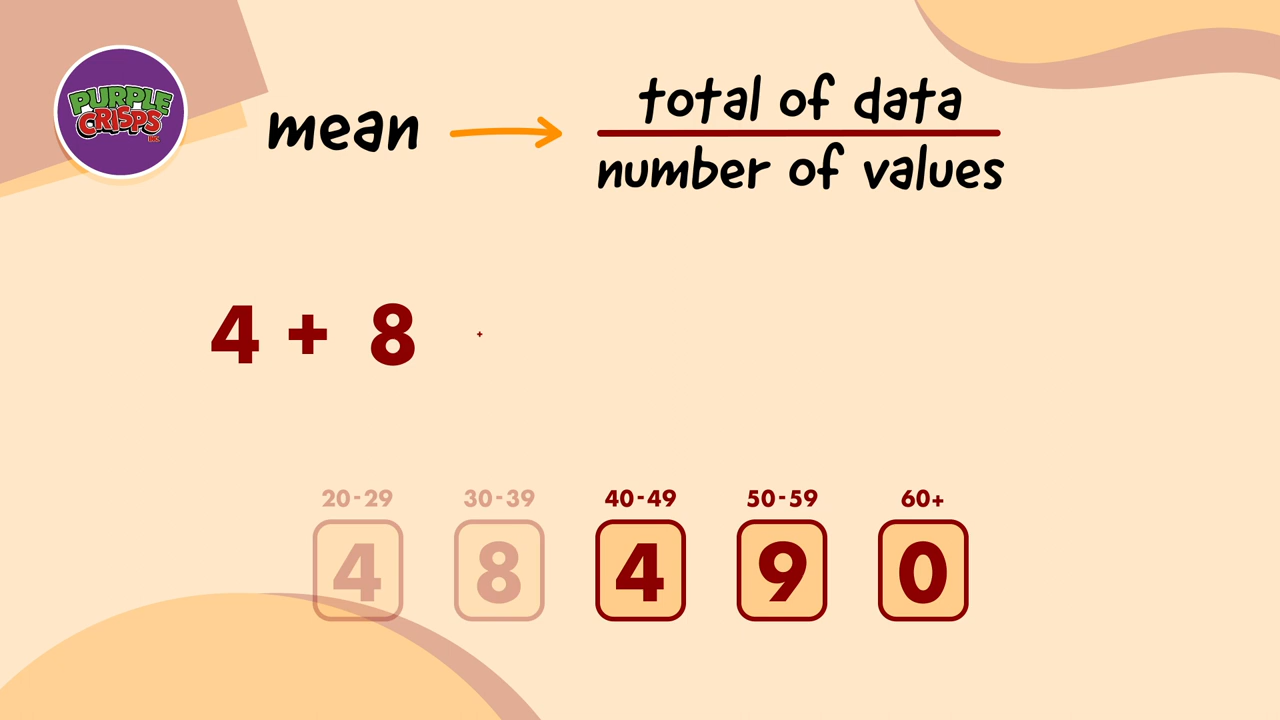 PURPLE
CRISPS
mean
total of data
number of values
4 + 8 +
20-29 30-39 40-49 50-59 60+
4 8 4 9 0